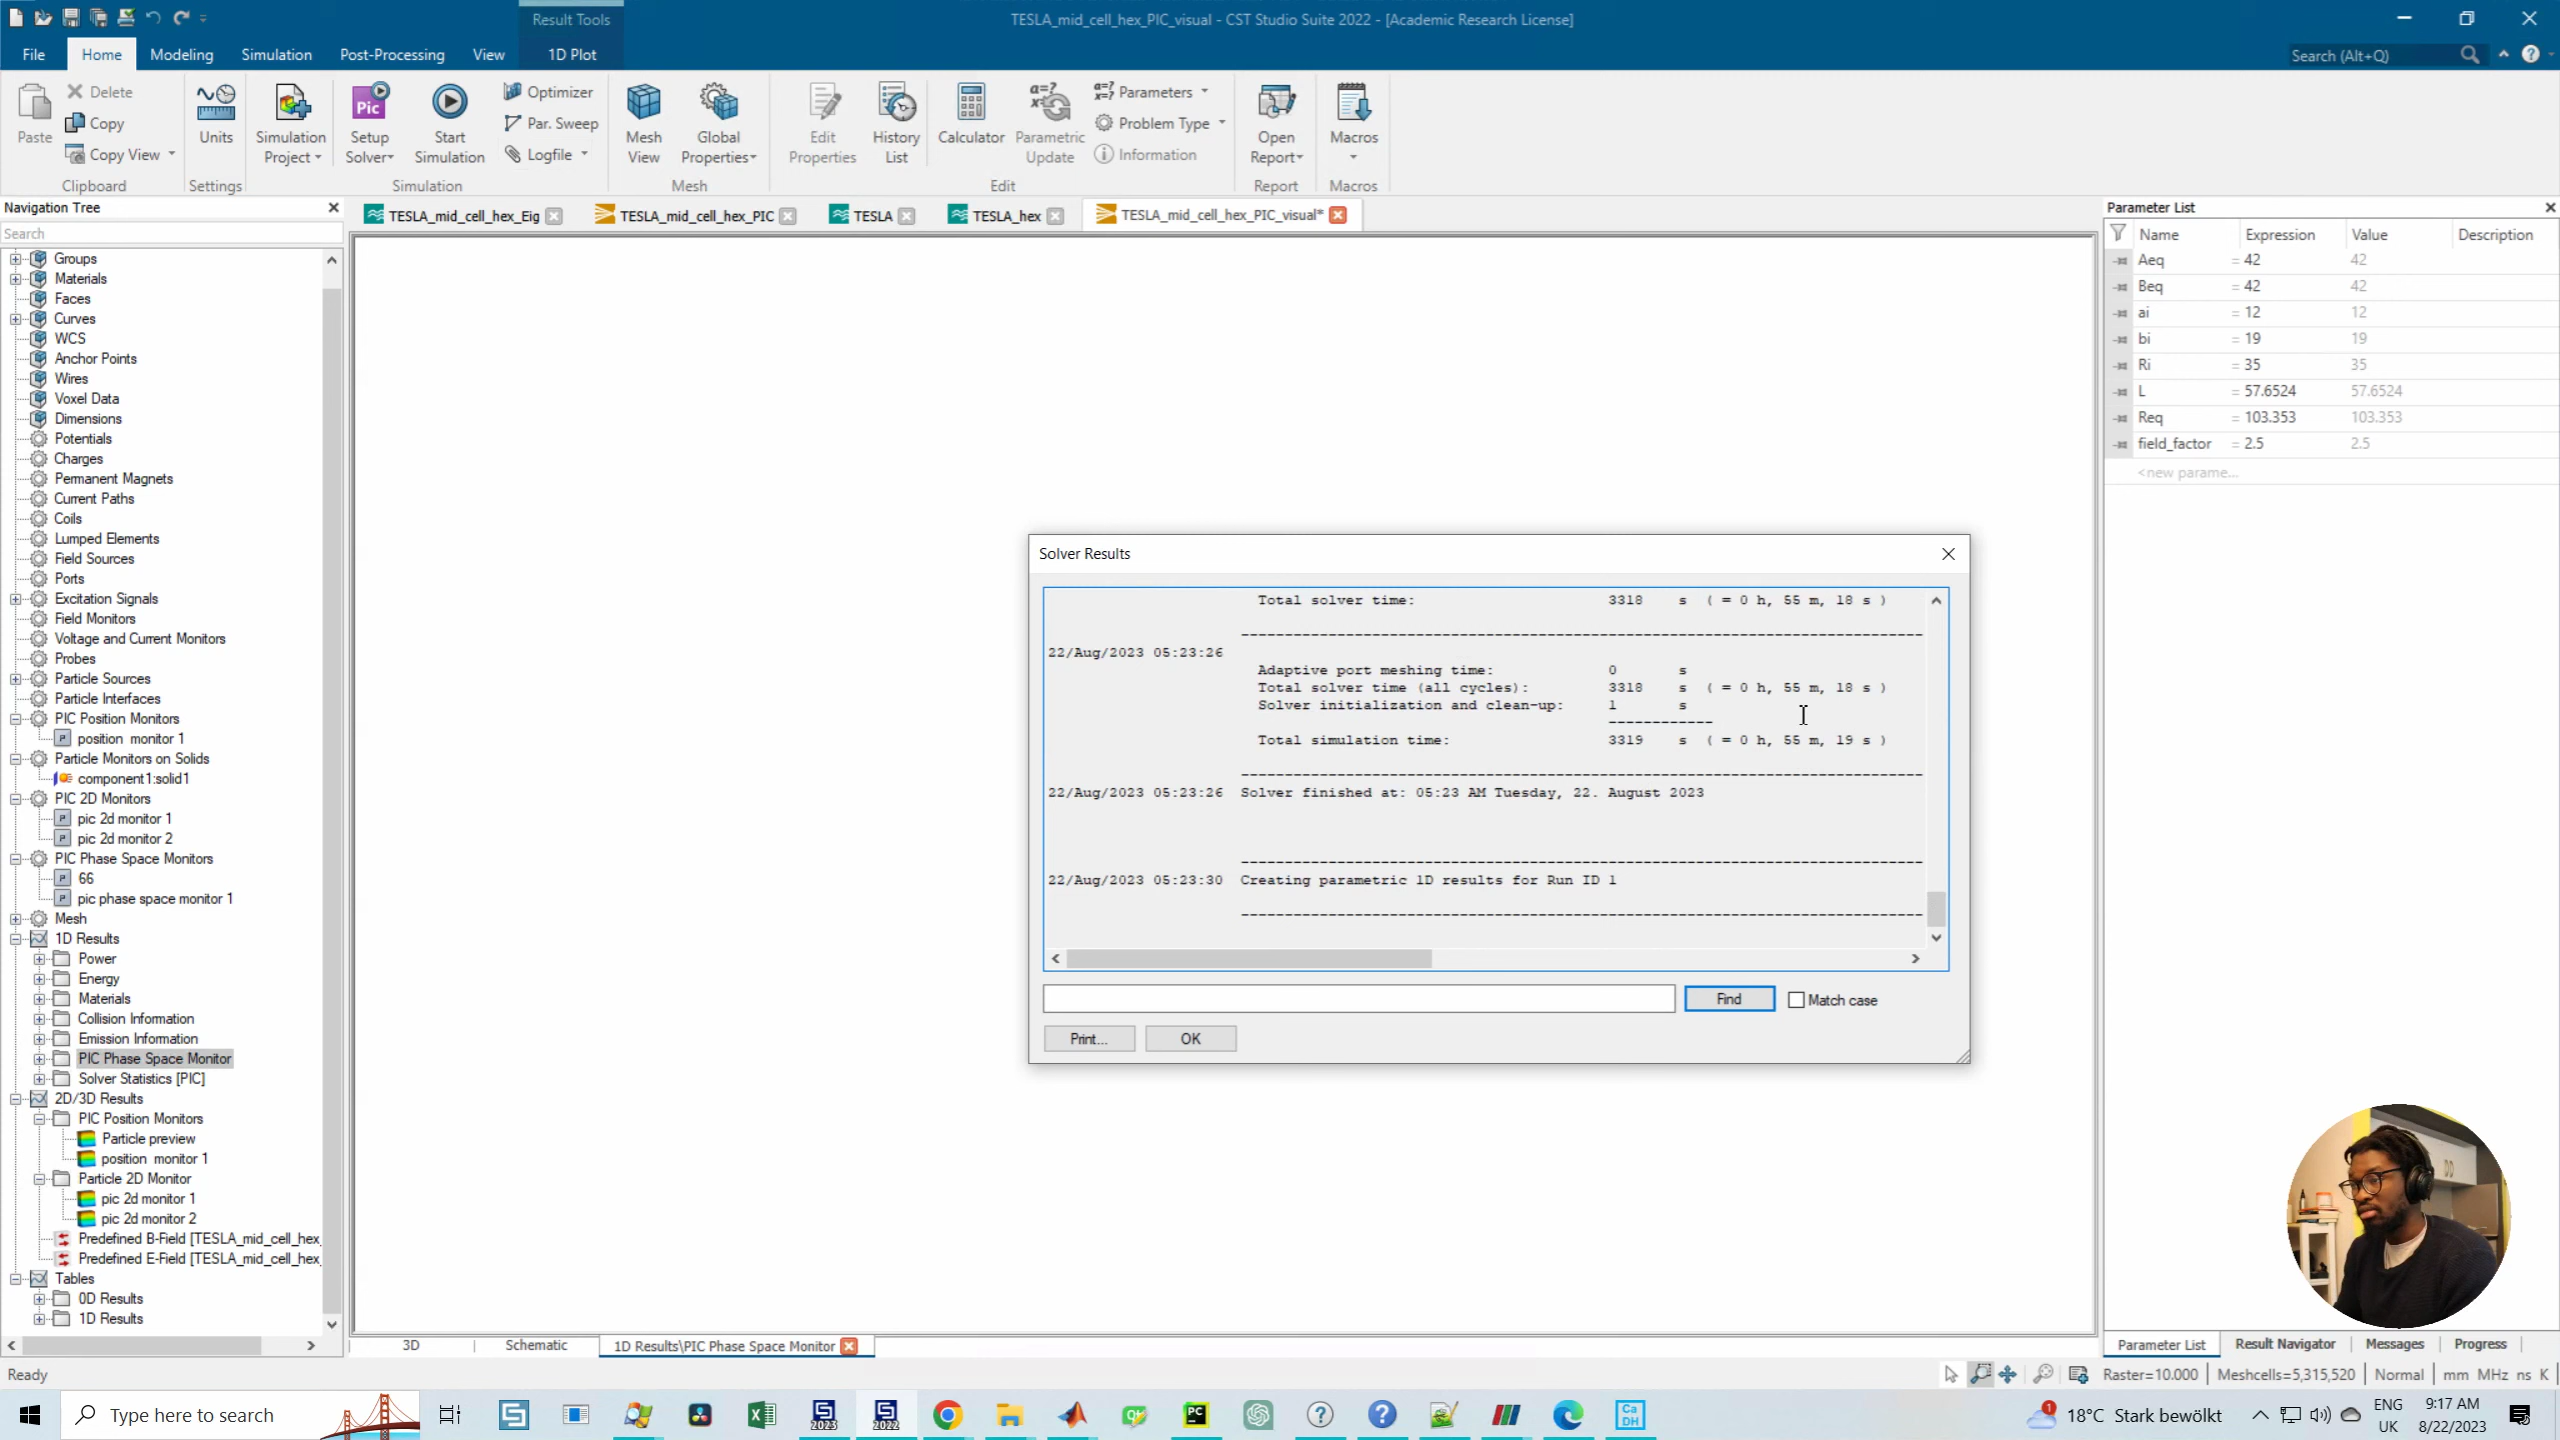 Result Tools
TESLA_mid_cell_hex_PIC_visual - CST Studio Suite 2022 - [Academic Research License]
File
Home
Modeling
Simulation
Post-Processing
View
1D Plot
Search (Alt+Q)
Paste
Delete
Copy
Copy View
Clipboard
Units
Settings
Simulation Project
Pic
Setup Solver
Start Simulation
Optimizer
Par. Sweep
Logfile
Simulation
Mesh View
Global Properties
Mesh
Edit Properties
History List
Calculator
Parametric Update
Parameters
Problem Type
Information
Edit
Open Report
Report
Macros
Macros
Navigation Tree
Search
Groups
Materials
Faces
Curves
WCS
Anchor Points
Wires
Voxel Data
Dimensions
Potentials
Charges
Permanent Magnets
Current Paths
Coils
Lumped Elements
Field Sources
Ports
Excitation Signals
Field Monitors
Voltage and Current Monitors
Probes
Particle Sources
Particle Interfaces
PIC Position Monitors
position monitor 1
Particle Monitors on Solids
component1:solid1
PIC 2D Monitors
pic 2d monitor 1
pic 2d monitor 2
PIC Phase Space Monitors
66
pic phase space monitor 1
Mesh
1D Results
Power
Energy
Materials
Collision Information
Emission Information
PIC Phase Space Monitor
Solver Statistics [PIC]
2D/3D Results
PIC Position Monitors
Particle preview
position monitor 1
Particle 2D Monitor
pic 2d monitor 1
pic 2d monitor 2
Predefined B-Field [TESLA_mid_cell_hex_
Predefined E-Field [TESLA_mid_cell_hex_
Tables
0D Results
1D Results
TESLA_mid_cell_hex_Eig
TESLA_mid_cell_hex_PIC
TESLA
TESLA_hex
TESLA_mid_cell_hex_PIC_visual*
Solver Results
Total solver time: 3318 s ( = 0 h, 55 m, 18 s )
22/Aug/2023 05:23:26
Adaptive port meshing time: 0 s
Total solver time (all cycles): 3318 s ( = 0 h, 55 m, 18 s )
Solver initialization and clean-up: 1 s
Total simulation time: 3319 s ( = 0 h, 55 m, 19 s )
22/Aug/2023 05:23:26 Solver finished at: 05:23 AM Tuesday, 22. August 2023
22/Aug/2023 05:23:30 Creating parametric 1D results for Run ID 1
Find
Match case
Print...
OK
3D
Schematic
1D Results\PIC Phase Space Monitor
Parameter List
Name Expression Value Description
Aeq = 42 42
Beq = 42 42
ai = 12 12
bi = 19 19
Ri = 35 35
L = 57.6524 57.6524
Req = 103.353 103.353
field_factor = 2.5 2.5
<new parame...
Parameter List
Result Navigator
Messages
Progress
Ready
Raster=10.000
Meshcells=5,315,520
Normal
mm MHz ns K
Type here to search
2023
2022
PC
Ca
DH
1
18°C Stark bewölkt
ENG
UK
9:17 AM
8/22/2023